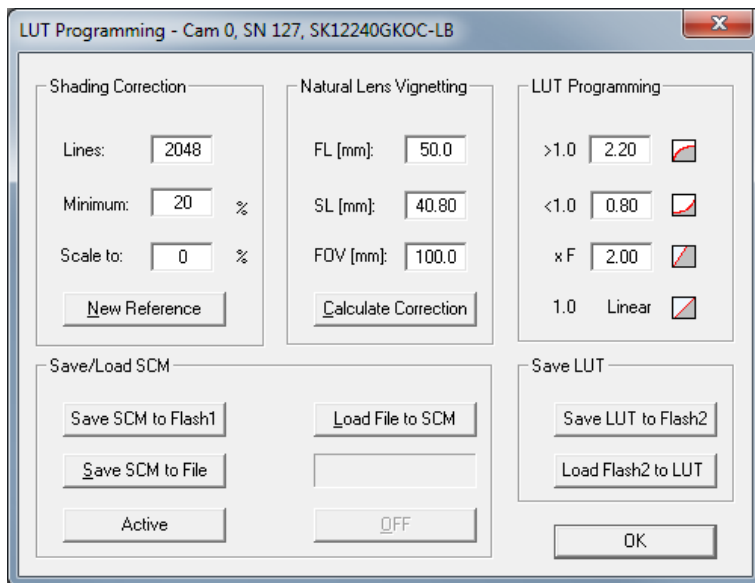 LUT Programming - Cam 0, SN 127, SK12240GKOC-LB
Shading Correction
Lines: 2048
Minimum: 20 %
Scale to: 0 %
New Reference
Natural Lens Vignetting
FL [mm]: 50.0
SL [mm]: 40.80
FOV [mm]: 100.0
Calculate Correction
LUT Programming
>1.0 2.20
<1.0 0.80
x F 2.00
1.0 Linear
Save/Load SCM
Save SCM to Flash1
Load File to SCM
Save SCM to File
Active
OFF
Save LUT
Save LUT to Flash2
Load Flash2 to LUT
OK